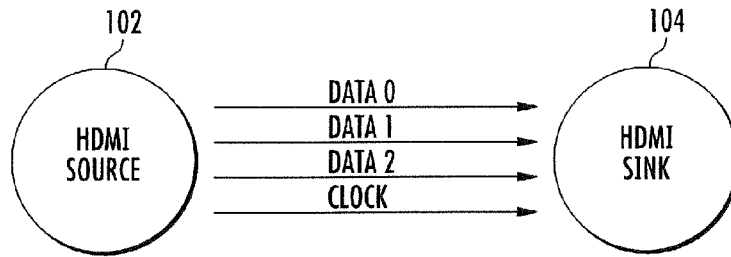 102
104
HDMI
SOURCE
DATA 0
DATA 1
DATA 2
CLOCK
HDMI
SINK